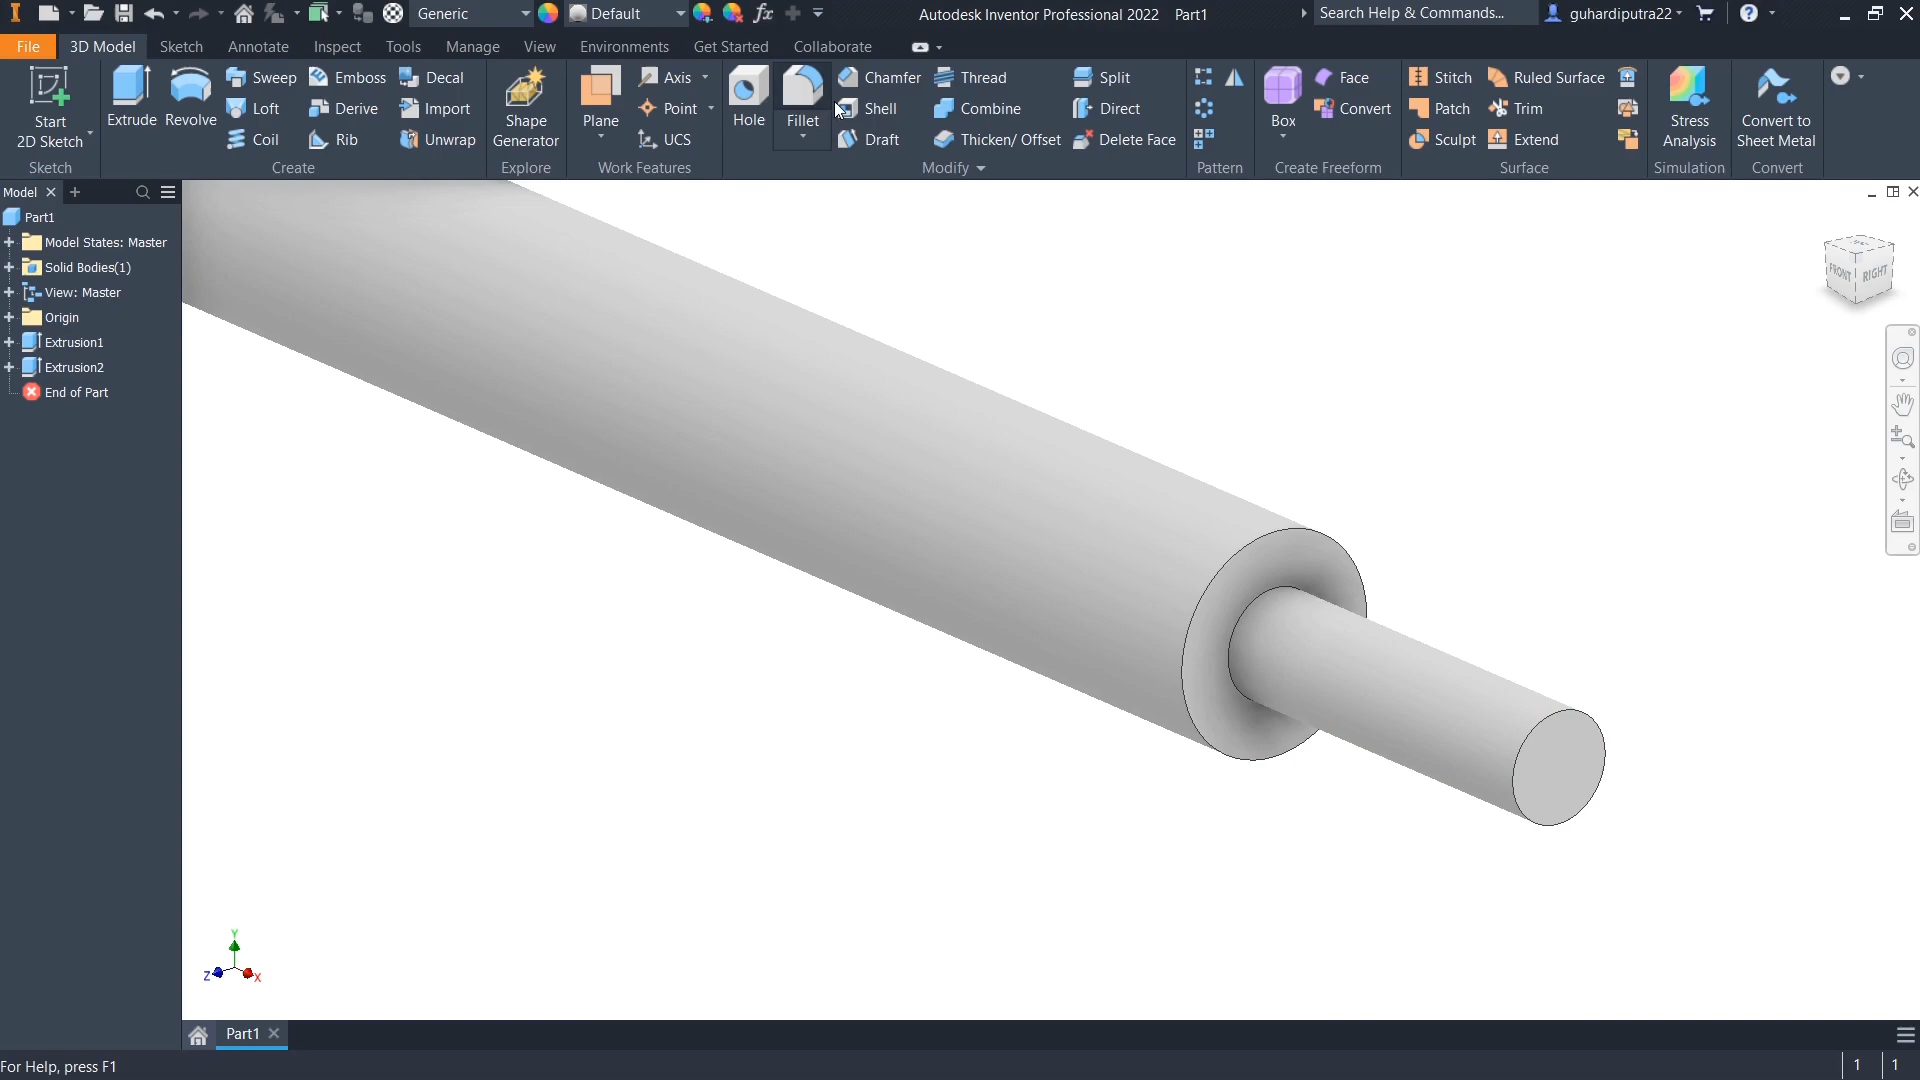 Generic
Default
fx
Autodesk Inventor Professional 2022 Part1
Search Help & Commands...
guhardiputra22
File
3D Model
Sketch
Annotate
Inspect
Tools
Manage
View
Environments
Get Started
Collaborate
Start
2D Sketch
Extrude
Revolve
Sweep
Loft
Coil
Emboss
Derive
Rib
Decal
Import
Unwrap
Shape
Generator
Plane
Axis
Point
UCS
Hole
Fillet
Chamfer
Shell
Draft
Thread
Combine
Thicken/ Offset
Split
Direct
Delete Face
Box
Face
Convert
Stitch
Patch
Sculpt
Ruled Surface
Trim
Extend
Stress
Analysis
Convert to
Sheet Metal
Sketch
Create
Explore
Work Features
Modify
Pattern
Create Freeform
Surface
Simulation
Convert
Model
Part1
Model States: Master
Solid Bodies(1)
View: Master
Origin
Extrusion1
Extrusion2
End of Part
FRONT
RIGHT
Y
Z
X
Part1
For Help, press F1
1
1